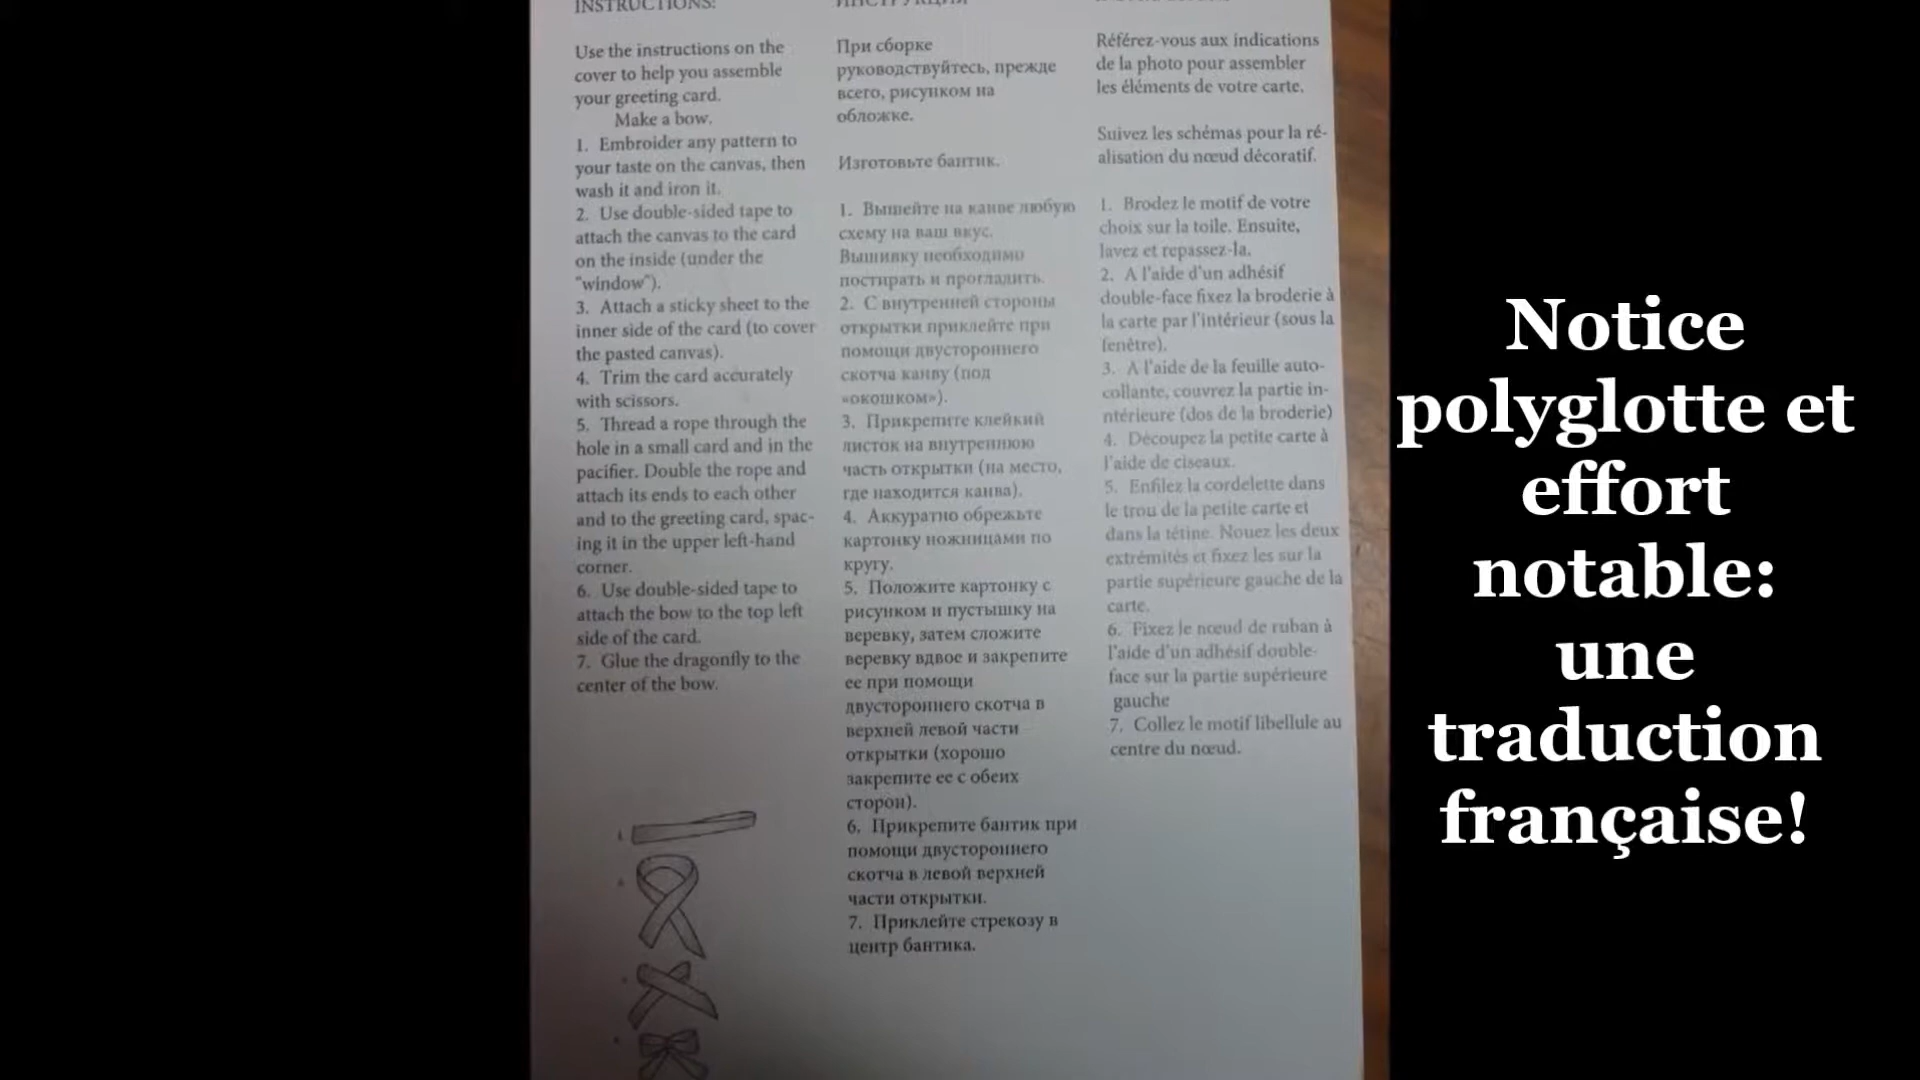 INSTRUCTIONS:
Use the instructions on the
cover to help you assemble
your greeting card.
Make a bow.
1. Embroider any pattern to
your taste on the canvas, then
wash it and iron it.
2. Use double-sided tape to
attach the canvas to the card
on the inside (under the
"window").
3. Attach a sticky sheet to the
inner side of the card (to cover
the pasted canvas).
4. Trim the card accurately
with scissors.
5. Thread a rope through the
hole in a small card and in the
pacifier. Double the rope and
attach its ends to each other
and to the greeting card, spac-
ing it in the upper left-hand
corner.
6. Use double-sided tape to
attach the bow to the top left
side of the card.
7. Glue the dragonfly to the
center of the bow.
ИНСТРУКЦИЯ
При сборке
руководствуйтесь, прежде
всего, рисунком на
обложке.
Изготовьте бантик.
1. Вышейте на канве любую
схему на ваш вкус.
Вышивку необходимо
постирать и прогладить.
2. С внутренней стороны
открытки приклейте при
помощи двустороннего
скотча канву (под
«окошком»).
3. Прикрепите клейкий
листок на внутреннюю
часть открытки (на место,
где находится канва).
4. Аккуратно обрежьте
картонку ножницами по
кругу.
5. Положите картонку с
рисунком и пустышку на
веревку, затем сложите
веревку вдвое и закрепите
ее при помощи
двустороннего скотча в
верхней левой части
открытки (хорошо
закрепите ее с обеих
сторон).
6. Прикрепите бантик при
помощи двустороннего
скотча в левой верхней
части открытки.
7. Приклейте стрекозу в
центр бантика.
Référez-vous aux indications
de la photo pour assembler
les éléments de votre carte.
Suivez les schémas pour la ré-
alisation du nœud décoratif.
1. Brodez le motif de votre
choix sur la toile. Ensuite,
lavez et repassez-la.
2. A l'aide d'un adhésif
double-face fixez la broderie à
la carte par l'intérieur (sous la
fenêtre).
3. A l'aide de la feuille auto-
collante, couvrez la partie in-
ntérieure (dos de la broderie)
4. Découpez la petite carte à
l'aide de ciseaux.
5. Enfilez la cordelette dans
le trou de la petite carte et
dans la tétine. Nouez les deux
extrémités et fixez les sur la
partie supérieure gauche de la
carte.
6. Fixez le nœud de ruban à
l'aide d'un adhésif double-
face sur la partie supérieure
gauche
7. Collez le motif libellule au
centre du nœud.
Notice
polyglotte et
effort
notable:
une
traduction
française!